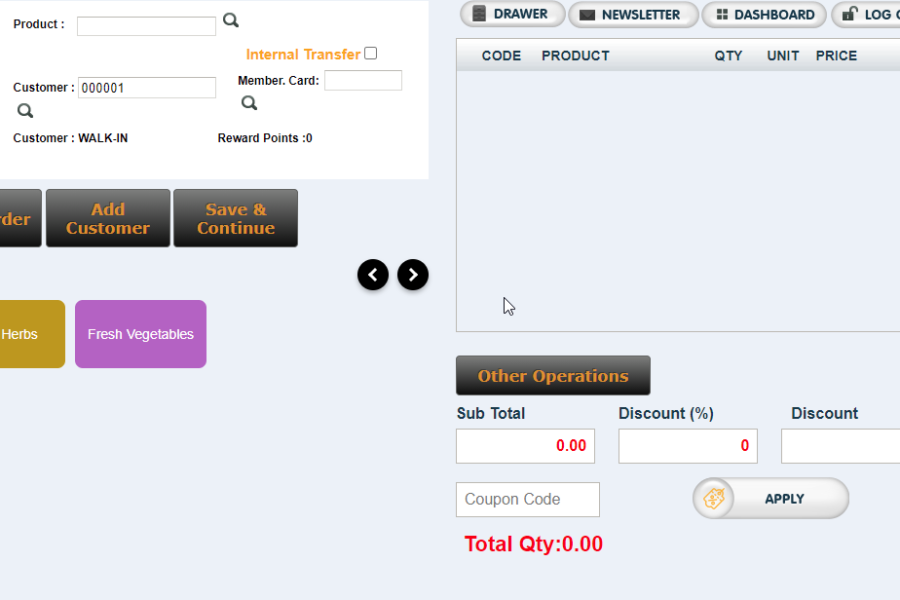 Product :
Internal Transfer
Customer : 000001
Member. Card:
Customer : WALK-IN
Reward Points :0
der
Add
Customer
Save &
Continue
Herbs
Fresh Vegetables
DRAWER
NEWSLETTER
DASHBOARD
LOG
CODE PRODUCT QTY UNIT PRICE
Other Operations
Sub Total
Discount (%)
Discount
0.00
0
Coupon Code
APPLY
Total Qty:0.00